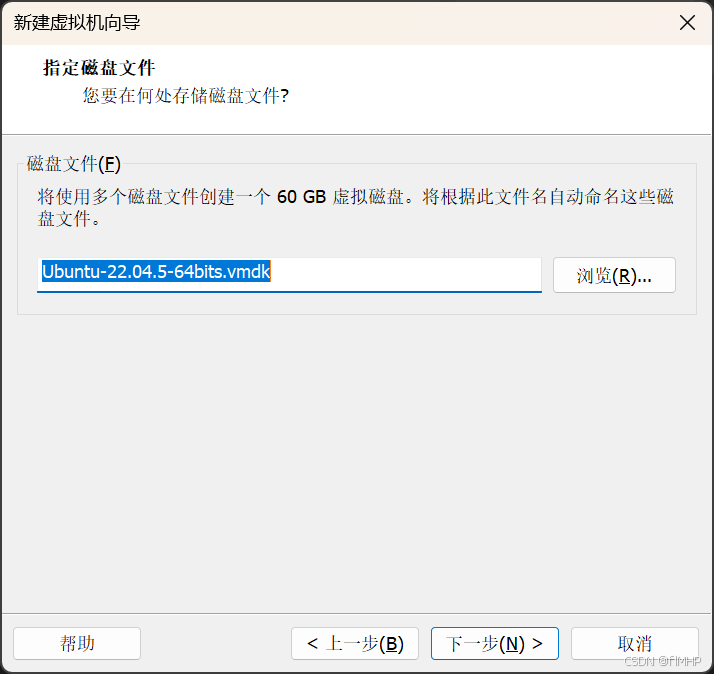 新建虚拟机向导
指定磁盘文件
您要在何处存储磁盘文件?
磁盘文件(F)
将使用多个磁盘文件创建一个 60 GB 虚拟磁盘。将根据此文件名自动命名这些磁
盘文件。
Ubuntu-22.04.5-64bits.vmdk
浏览(R)...
帮助
< 上一步(B)
下一步(N) >
取消
CSDN @fIMHP